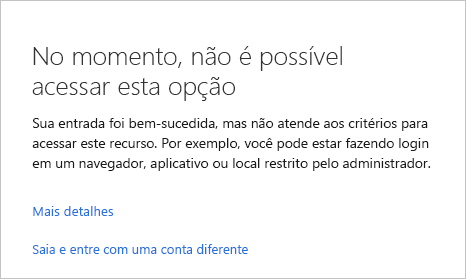 No momento, não é possível
acessar esta opção
Sua entrada foi bem-sucedida, mas não atende aos critérios para
acessar este recurso. Por exemplo, você pode estar fazendo login
em um navegador, aplicativo ou local restrito pelo administrador.
Mais detalhes
Saia e entre com uma conta diferente